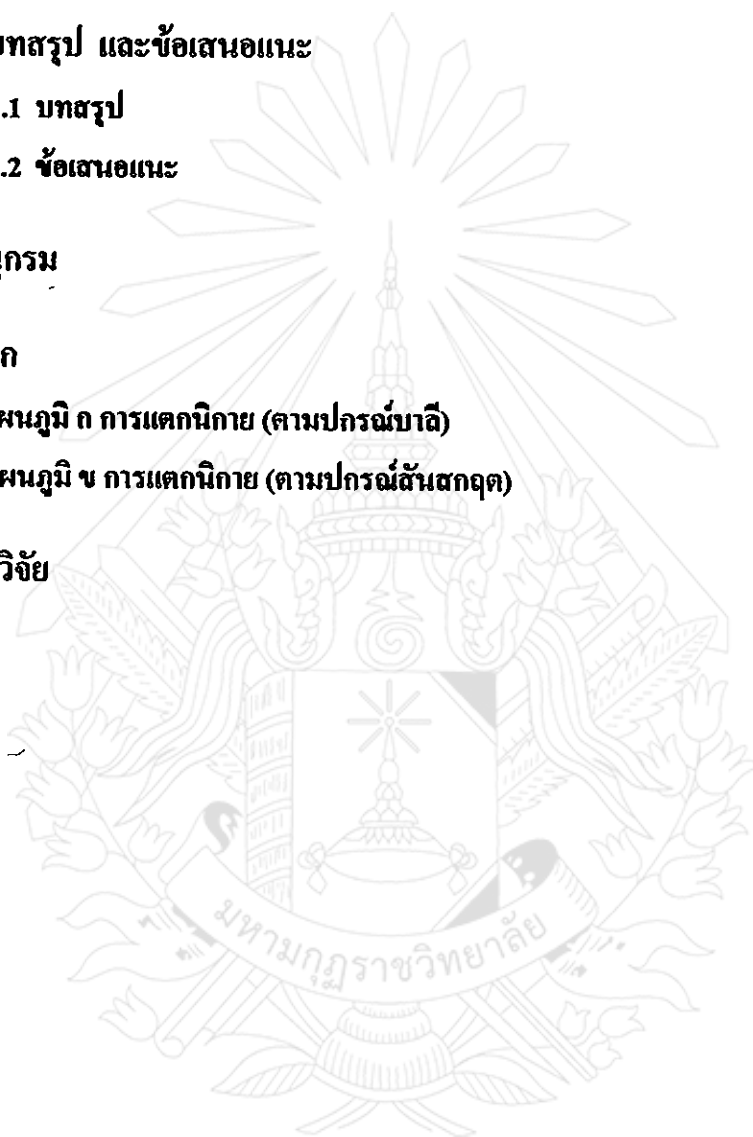 บทสรุป และข้อเสนอแนะ
.1 บทสรุป
.2 ข้อเสนอแนะ
นุกรม
ก
ผนภูมิ ก การแตกนิกาย (ตามปกรณ์บาลี)
ผนภูมิ ข การแตกนิกาย (ตามปกรณ์สันสกฤต)
วิจัย
มหามกุฏราชวิทยาลัย